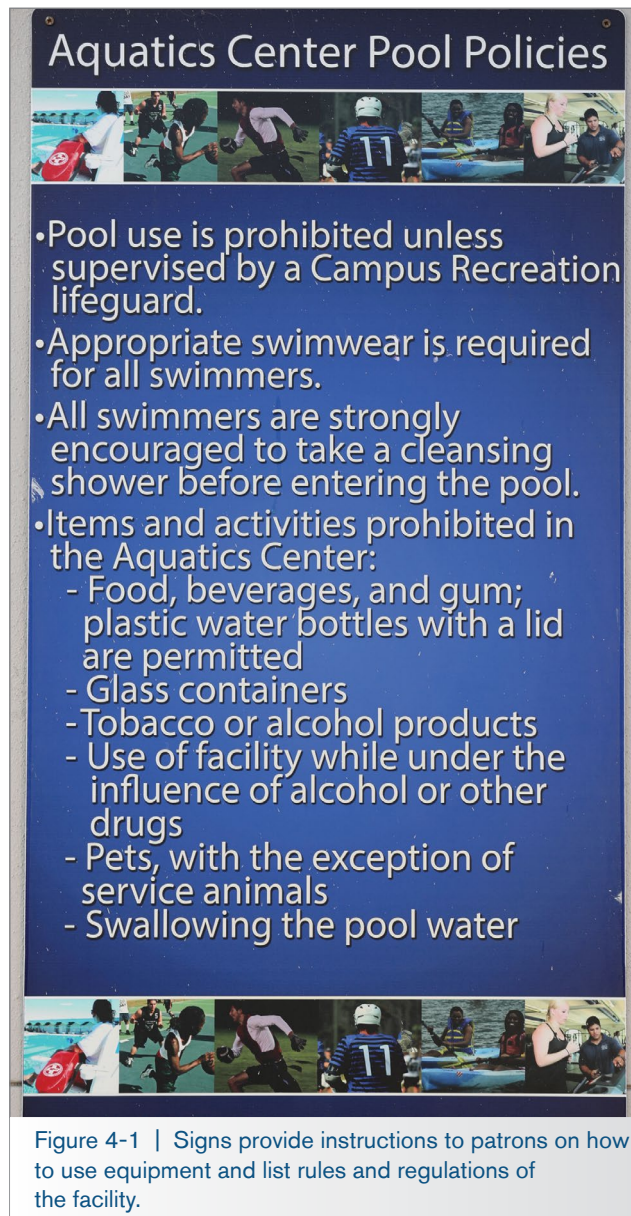 Aquatics Center Pool Policies
11
•Pool use is prohibited unless
supervised by a Campus Recreation
lifeguard.
•Appropriate swimwear is required
for all swimmers.
•All swimmers are strongly
encouraged to take a cleansing
shower before entering the pool.
•Items and activities prohibited in
the Aquatics Center:
- Food, beverages, and gum;
plastic water bottles with a lid
are permitted
- Glass containers
-Tobacco or alcohol products
- Use of facility while under the
influence of alcohol or other
drugs
- Pets, with the exception of
service animals
- Swallowing the pool water
11
Figure 4-1 | Signs provide instructions to patrons on how
to use equipment and list rules and regulations of
the facility.